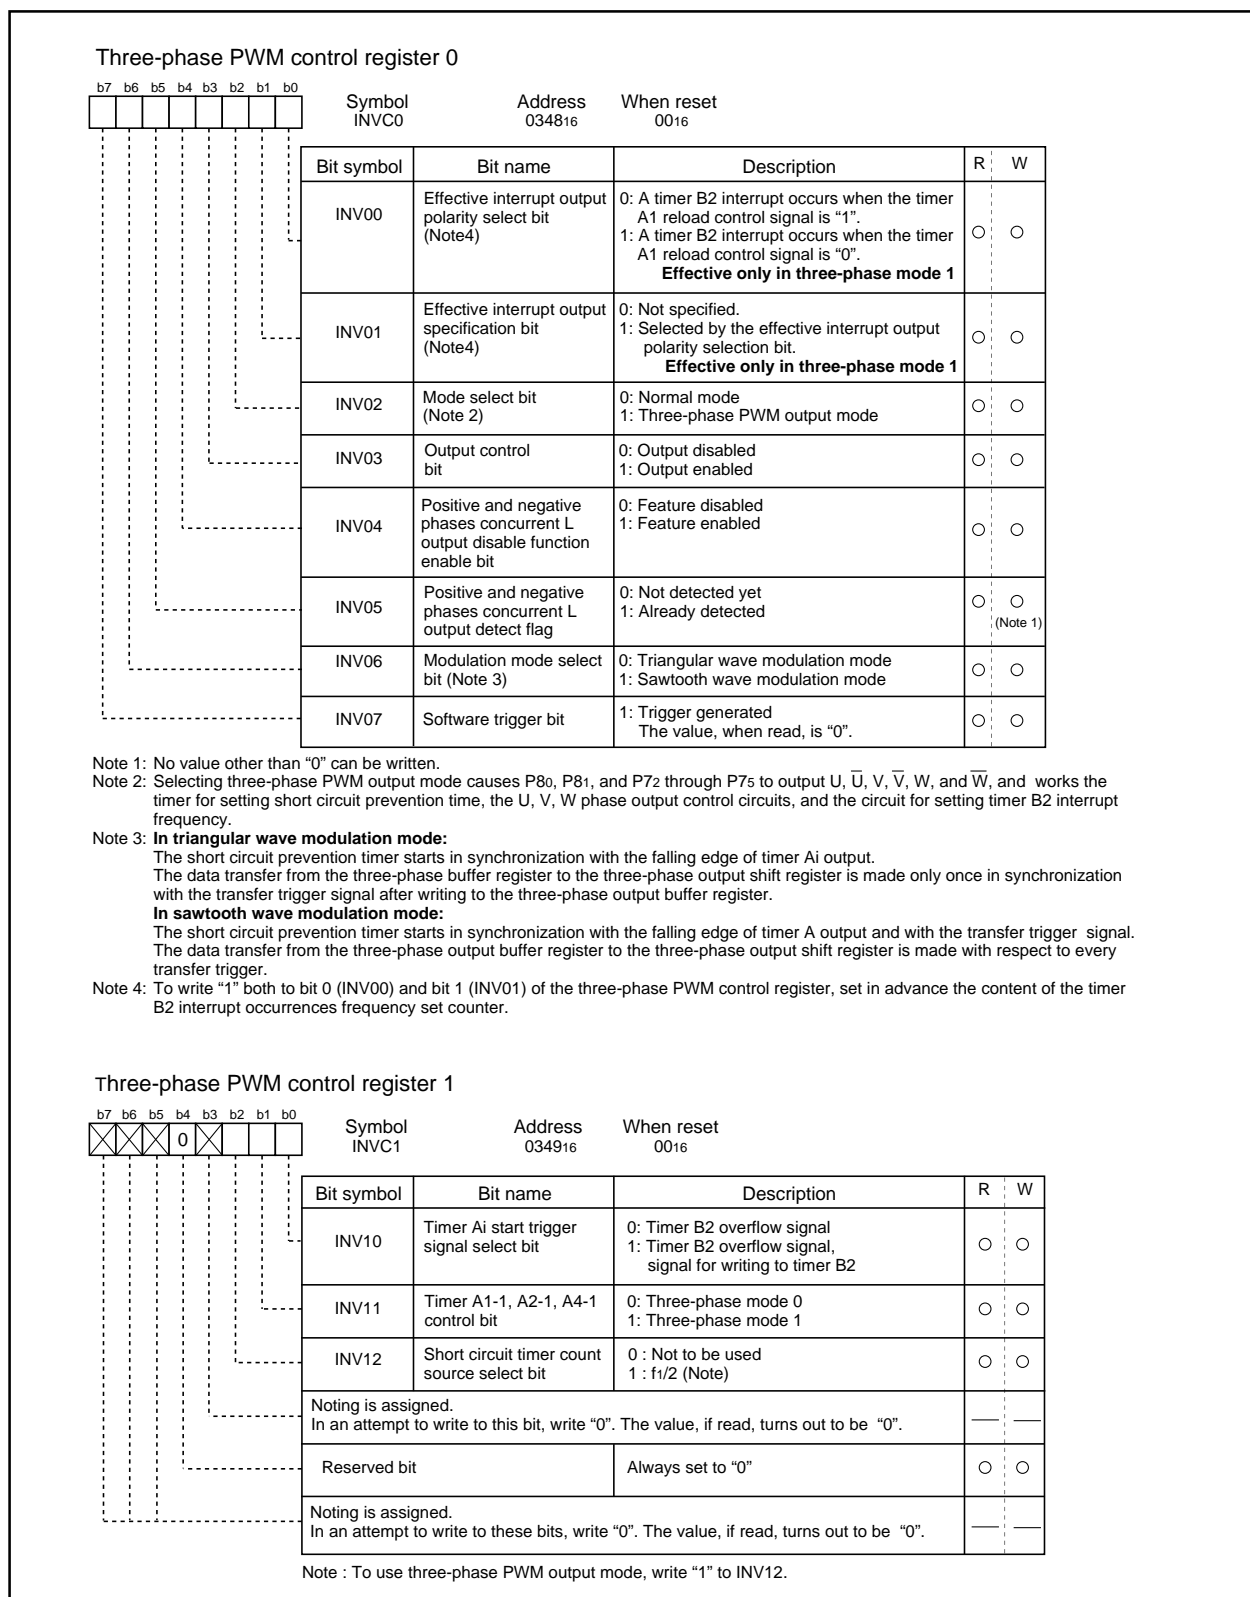 Three-phase PWM control register 0
b7 b6 b5 b4 b3 b2 b1 b0
Symbol Address When reset
INVC0 034816 0016
Bit symbol Bit name Description R W
INV00 Effective interrupt output polarity select bit (Note4) 0: A timer B2 interrupt occurs when the timer
A1 reload control signal is “1”.
1: A timer B2 interrupt occurs when the timer
A1 reload control signal is “0”.
Effective only in three-phase mode 1
INV01 Effective interrupt output specification bit (Note4) 0: Not specified.
1: Selected by the effective interrupt output
polarity selection bit.
Effective only in three-phase mode 1
INV02 Mode select bit (Note 2) 0: Normal mode
1: Three-phase PWM output mode
INV03 Output control bit 0: Output disabled
1: Output enabled
INV04 Positive and negative phases concurrent L output disable function enable bit 0: Feature disabled
1: Feature enabled
INV05 Positive and negative phases concurrent L output detect flag 0: Not detected yet
1: Already detected
(Note 1)
INV06 Modulation mode select bit (Note 3) 0: Triangular wave modulation mode
1: Sawtooth wave modulation mode
INV07 Software trigger bit 1: Trigger generated
The value, when read, is “0”.
Note 1: No value other than “0” can be written.
Note 2: Selecting three-phase PWM output mode causes P80, P81, and P72 through P75 to output U, U̅, V, V̅, W, and W̅, and works the
timer for setting short circuit prevention time, the U, V, W phase output control circuits, and the circuit for setting timer B2 interrupt
frequency.
Note 3: In triangular wave modulation mode:
The short circuit prevention timer starts in synchronization with the falling edge of timer Ai output.
The data transfer from the three-phase buffer register to the three-phase output shift register is made only once in synchronization
with the transfer trigger signal after writing to the three-phase output buffer register.
In sawtooth wave modulation mode:
The short circuit prevention timer starts in synchronization with the falling edge of timer A output and with the transfer trigger signal.
The data transfer from the three-phase output buffer register to the three-phase output shift register is made with respect to every
transfer trigger.
Note 4: To write “1” both to bit 0 (INV00) and bit 1 (INV01) of the three-phase PWM control register, set in advance the content of the timer
B2 interrupt occurrences frequency set counter.
Three-phase PWM control register 1
b7 b6 b5 b4 b3 b2 b1 b0
0
Symbol Address When reset
INVC1 034916 0016
Bit symbol Bit name Description R W
INV10 Timer Ai start trigger signal select bit 0: Timer B2 overflow signal
1: Timer B2 overflow signal,
signal for writing to timer B2
INV11 Timer A1-1, A2-1, A4-1 control bit 0: Three-phase mode 0
1: Three-phase mode 1
INV12 Short circuit timer count source select bit 0 : Not to be used
1 : f1/2 (Note)
Noting is assigned.
In an attempt to write to this bit, write “0”. The value, if read, turns out to be “0”.
Reserved bit Always set to “0”
Noting is assigned.
In an attempt to write to these bits, write “0”. The value, if read, turns out to be “0”.
Note : To use three-phase PWM output mode, write “1” to INV12.